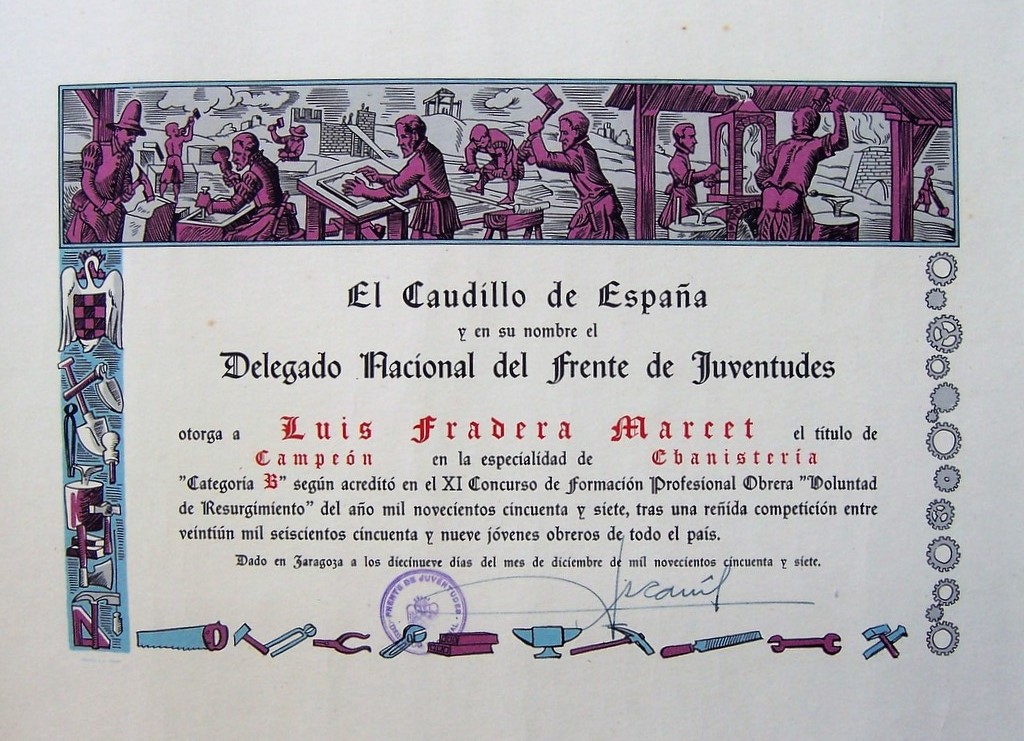 El Caudillo de España
y en su nombre el
Delegado Nacional del Frente de Juventudes
otorga a Luis Fradera Marcet el título de
Campeón en la especialidad de Ebanistería
"Categoría B" según acreditó en el XI Concurso de Formación Profesional Obrera "Voluntad
de Resurgimiento" del año mil novecientos cincuenta y siete, tras una reñida competición entre
veintiún mil seiscientos cincuenta y nueve jóvenes obreros de todo el país.
Dado en Zaragoza a los diecinueve días del mes de diciembre de mil novecientos cincuenta y siete.
FRENTE DE JUVENTUDES